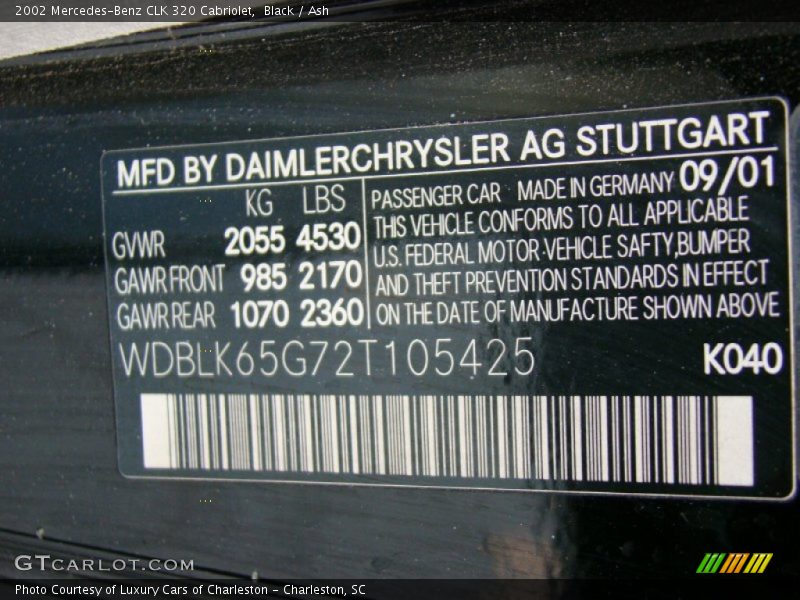 2002 Mercedes-Benz CLK 320 Cabriolet, Black / Ash
MFD BY DAIMLERCHRYSLER AG STUTTGART
KG LBS
GVWR 2055 4530
GAWR FRONT 985 2170
GAWR REAR 1070 2360
PASSENGER CAR MADE IN GERMANY 09/01
THIS VEHICLE CONFORMS TO ALL APPLICABLE
U.S. FEDERAL MOTOR VEHICLE SAFTY,BUMPER
AND THEFT PREVENTION STANDARDS IN EFFECT
ON THE DATE OF MANUFACTURE SHOWN ABOVE
WDBLK65G72T105425 K040
GTCARLOT.COM
Photo Courtesy of Luxury Cars of Charleston - Charleston, SC